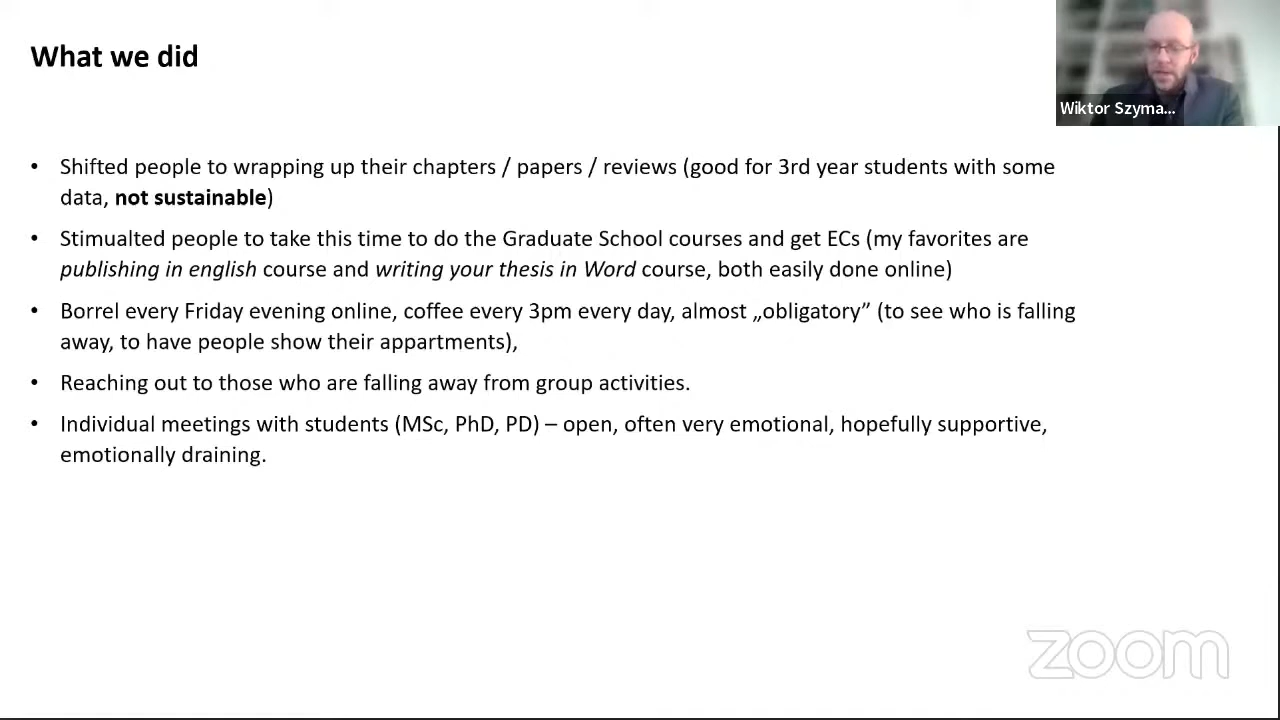 What we did
Wiktor Szyma...
• Shifted people to wrapping up their chapters / papers / reviews (good for 3rd year students with some
data, not sustainable)
• Stimualted people to take this time to do the Graduate School courses and get ECs (my favorites are
publishing in english course and writing your thesis in Word course, both easily done online)
• Borrel every Friday evening online, coffee every 3pm every day, almost „obligatory” (to see who is falling
away, to have people show their appartments),
• Reaching out to those who are falling away from group activities.
• Individual meetings with students (MSc, PhD, PD) – open, often very emotional, hopefully supportive,
emotionally draining.
zoom